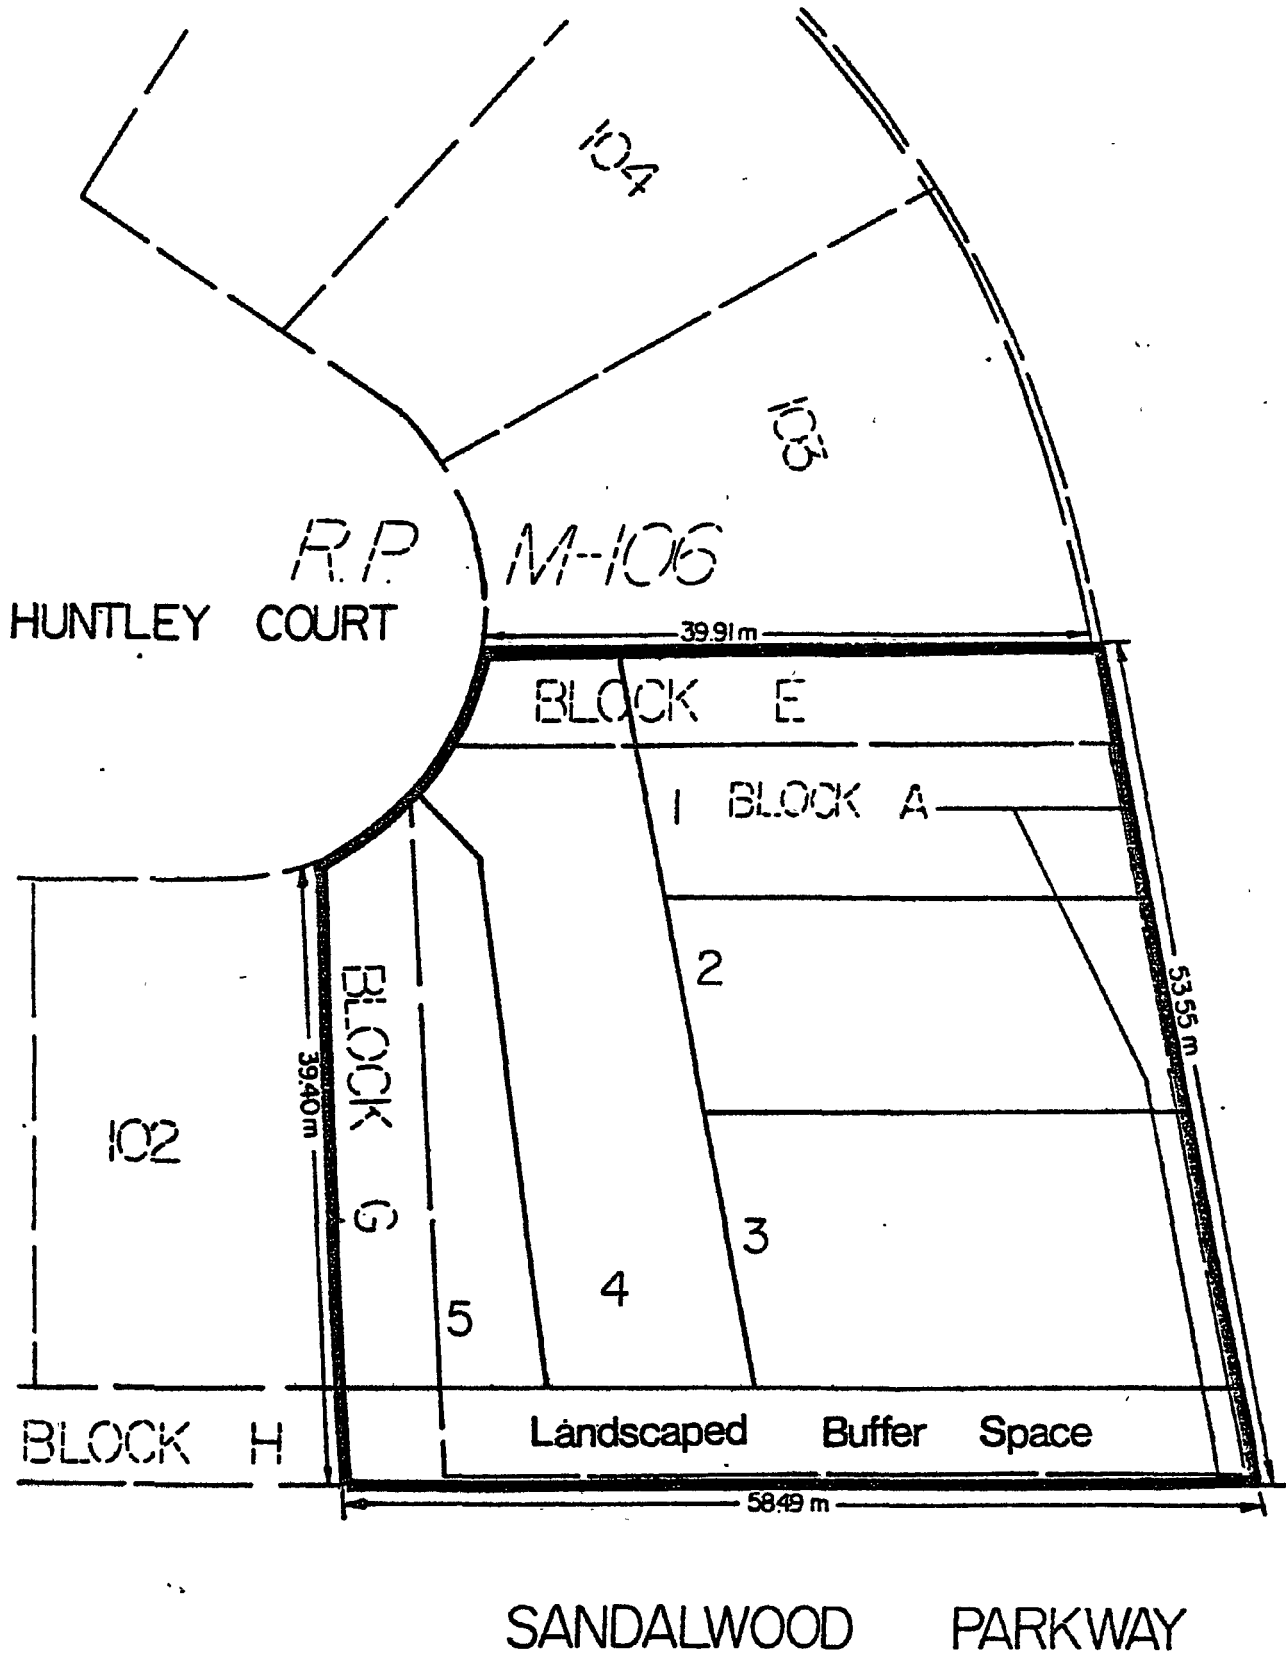 104
103
R.P. M-106
HUNTLEY COURT
39.91 m
BLOCK E
1 BLOCK A
2
53.55 m
BLOCK G
39.40 m
102
3
4
5
BLOCK H
Landscaped Buffer Space
58.49 m
SANDALWOOD PARKWAY